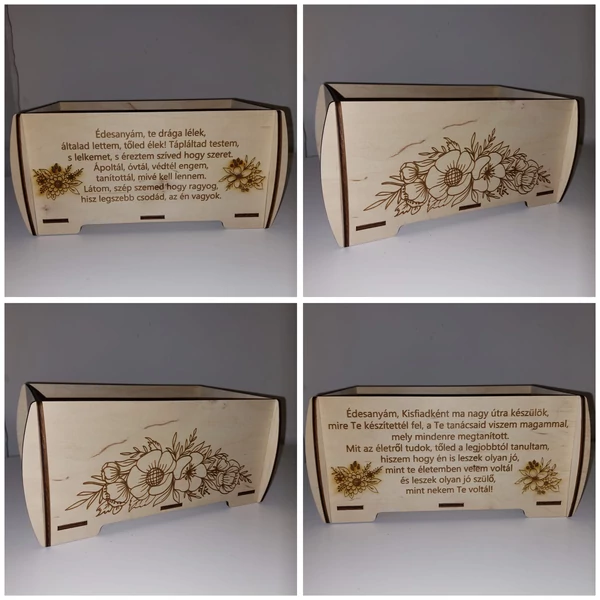 Édesanyám, te drága lélek,
általad lettem, tőled élek! Tápláltad testem,
s lelkemet, s éreztem szíved hogy szeret.
Ápoltál, óvtál, védtél engem,
tanítottál, mivé kell lennem.
Látom, szép szemed hogy ragyog,
hisz legszebb csodád, az én vagyok.
Édesanyám, Kisfiadként ma nagy útra készülök,
mire Te készítettél fel, a Te tanácsaid viszem magammal,
mely mindenre megtanított.
Mit az életről tudok, tőled a legjobbtól tanultam,
hiszem hogy én is leszek olyan jó,
mint te életemben velem voltál
és leszek olyan jó szülő,
mint nekem Te voltál!